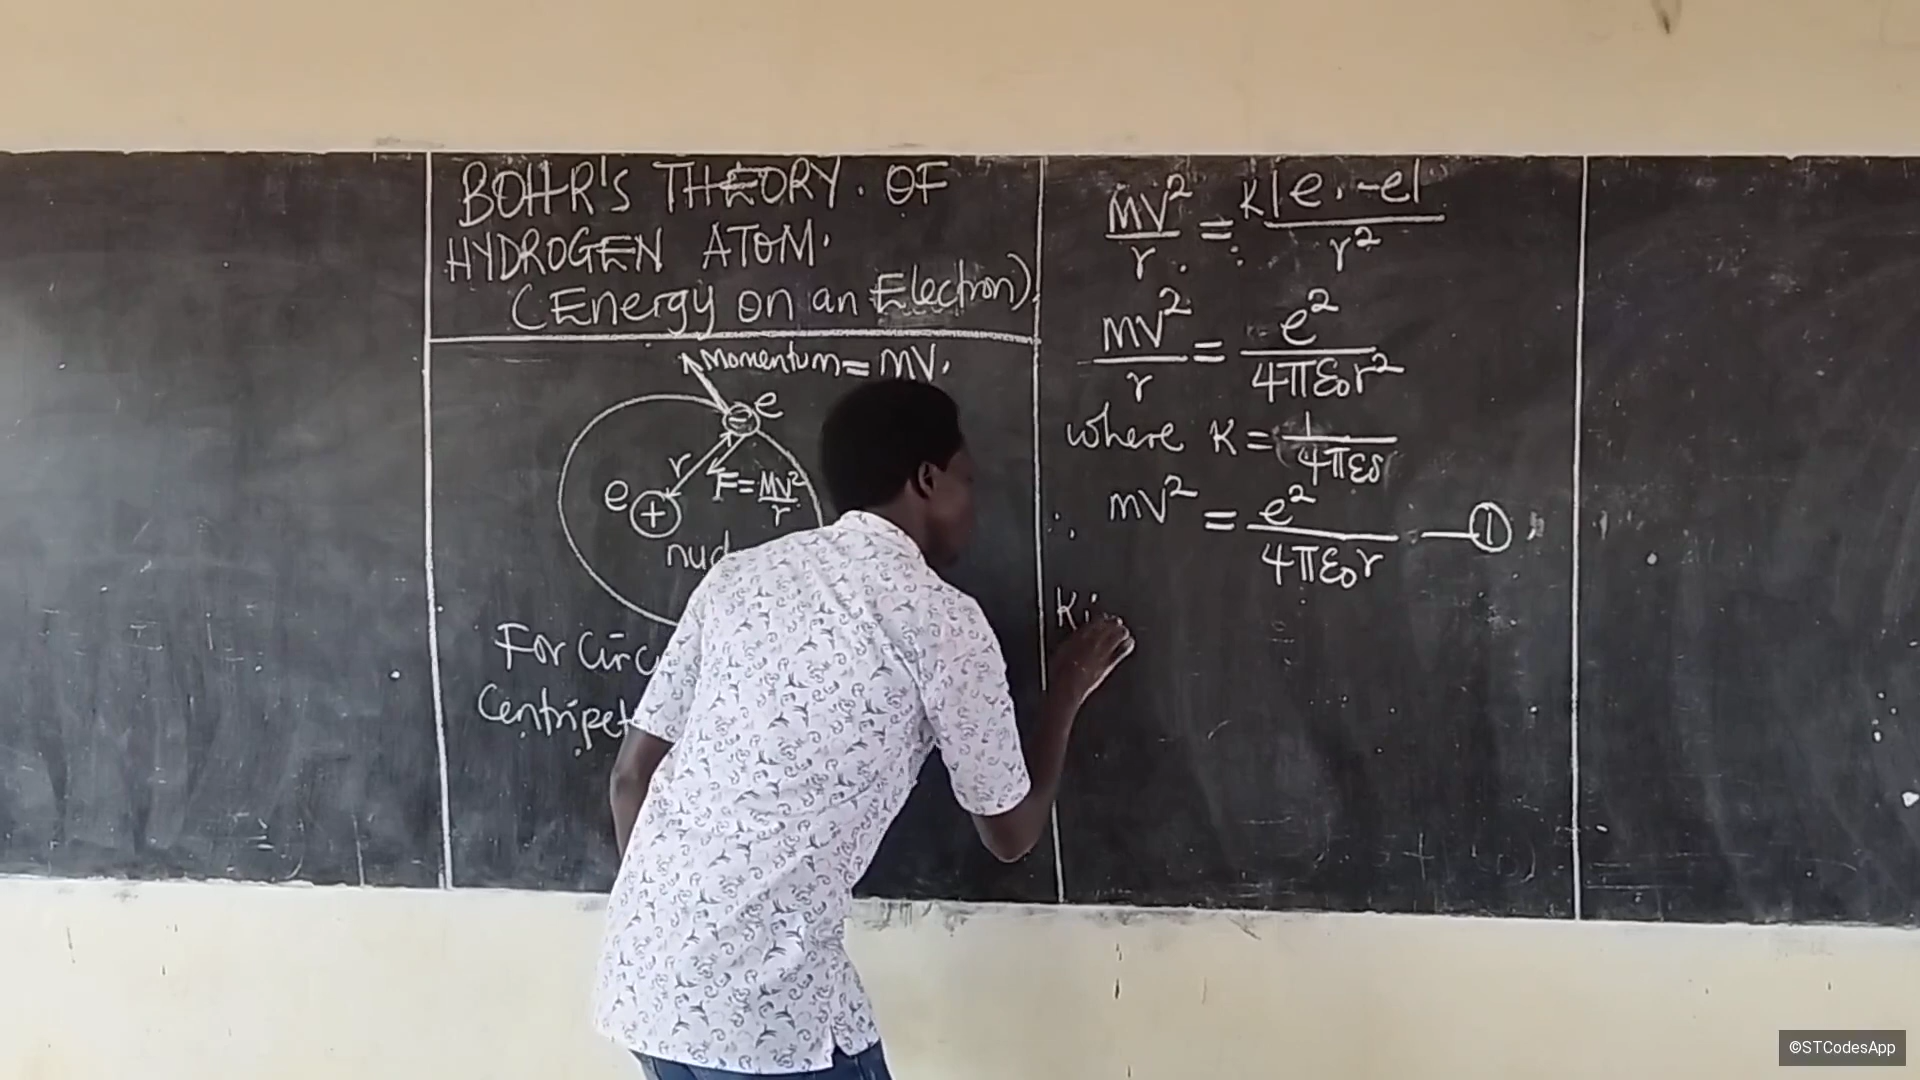 BOHR'S THEORY. OF
HYDROGEN ATOM.
(Energy on an Electron).
Momentum = MV.
e
r
F = MV²/r
e
+
For Circ
Centripet
MV²/r = K|e. -e|/r²
MV²/r = e²/4πε₀r²
where K = 1/4πε₀
∴ MV² = e²/4πε₀r — ①.
Ki
©STCodesApp